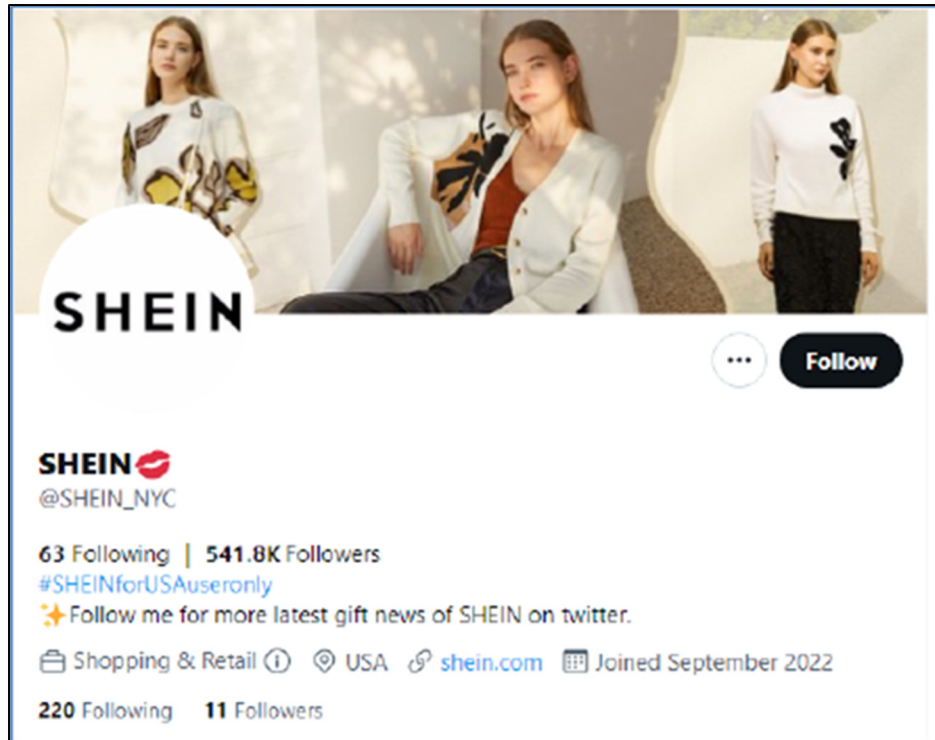 SHEIN
Follow
SHEIN💋
@SHEIN_NYC
63 Following | 541.8K Followers
#SHEINforUSAuseronly
✨Follow me for more latest gift news of SHEIN on twitter.
Shopping & Retail USA shein.com Joined September 2022
220 Following 11 Followers